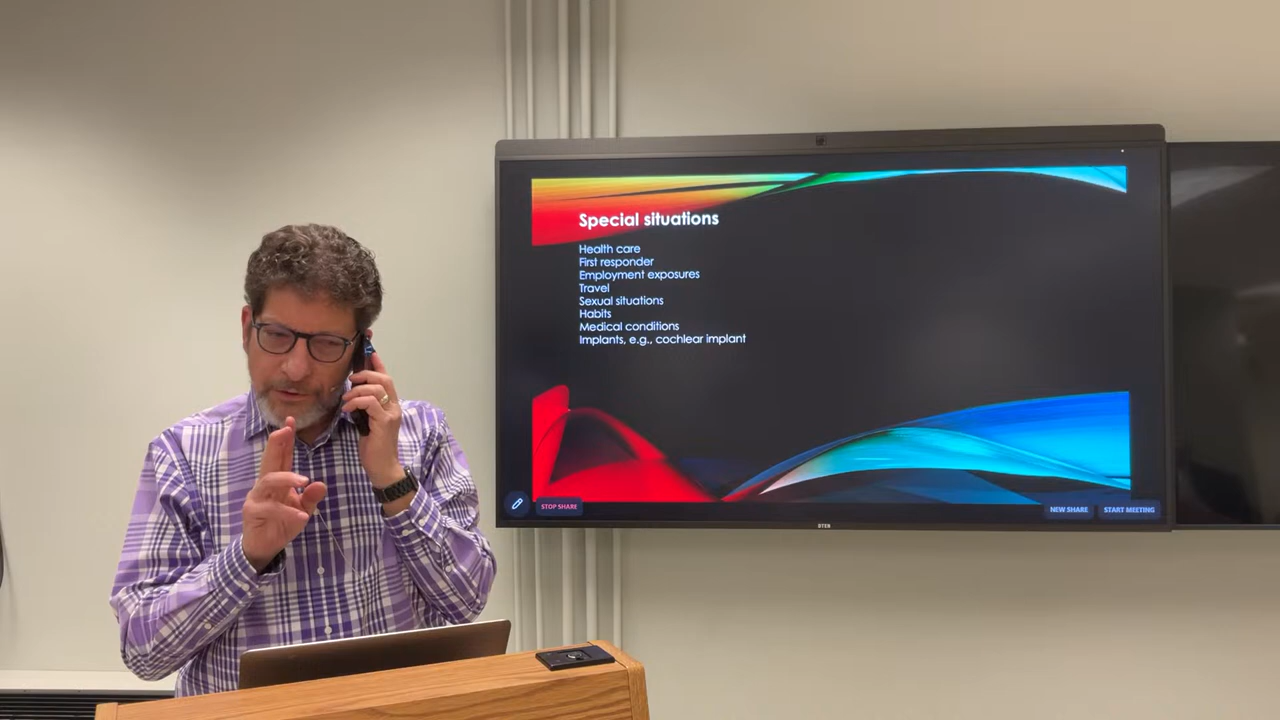 Special situations
Health care
First responder
Employment exposures
Travel
Sexual situations
Habits
Medical conditions
Implants, e.g., cochlear implant
STOP SHARE
NEW SHARE
START MEETING
DTEN